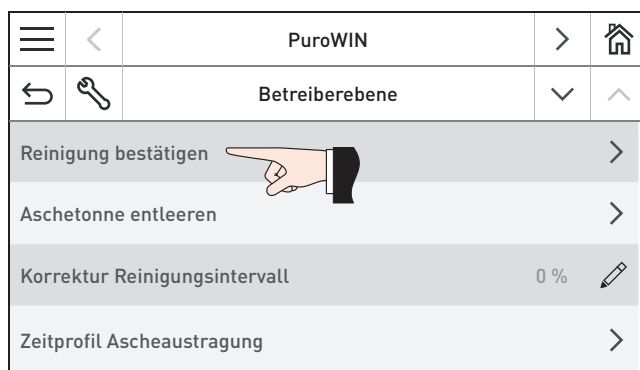 PuroWIN
Betreiberebene
Reinigung bestätigen
Aschetonne entleeren
Korrektur Reinigungsintervall 0 %
Zeitprofil Ascheaustragung